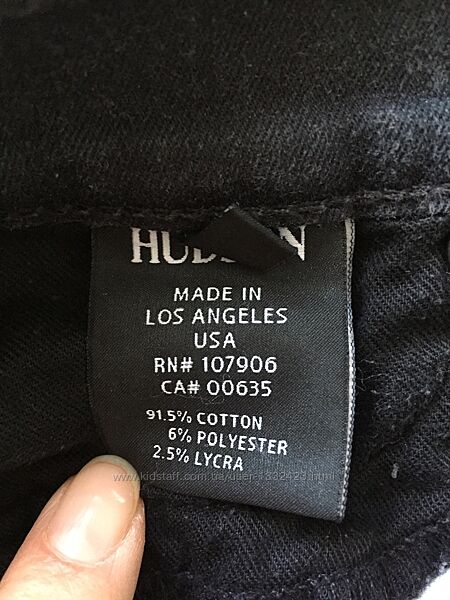 MADE IN
LOS ANGELES
USA
RN# 107906
CA# 00635
91.5% COTTON
6% POLYESTER
2.5% LYCRA